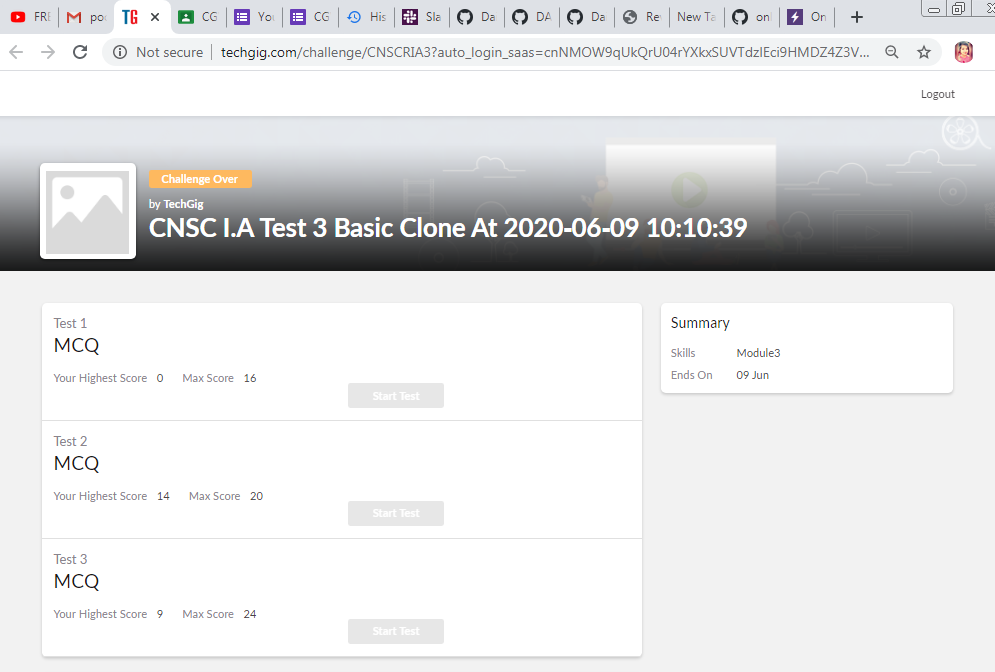 FRE
poc
TG
CG
You
CG
His
Sla
Da
DA
Da
Re
New Ta
on
On
Not secure techgig.com/challenge/CNSCRIA3?auto_login_saas=cnNMOW9qUkQrU04rYXkxSUVTdzlEci9HMDZ4Z3V...
Logout
Challenge Over
by TechGig
CNSC I.A Test 3 Basic Clone At 2020-06-09 10:10:39
Test 1
MCQ
Your Highest Score 0 Max Score 16
Start Test
Test 2
MCQ
Your Highest Score 14 Max Score 20
Start Test
Test 3
MCQ
Your Highest Score 9 Max Score 24
Start Test
Summary
Skills Module3
Ends On 09 Jun